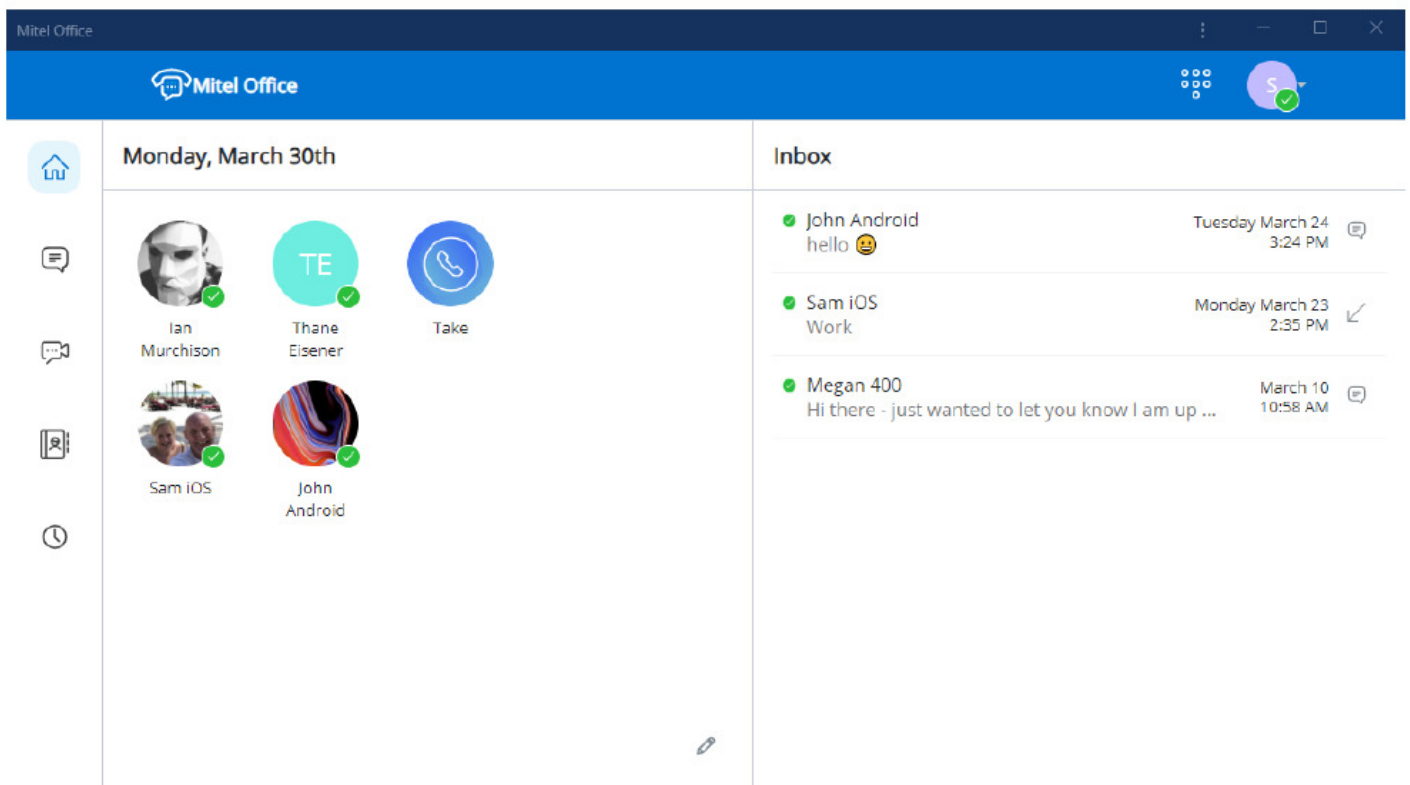 Mitel Office
Mitel Office
S
Monday, March 30th
TE
Ian
Murchison
Thane
Eisener
Take
Sam iOS
John
Android
Inbox
John Android
hello 😀
Tuesday March 24
3:24 PM
Sam iOS
Work
Monday March 23
2:35 PM
Megan 400
Hi there - just wanted to let you know I am up ...
March 10
10:58 AM